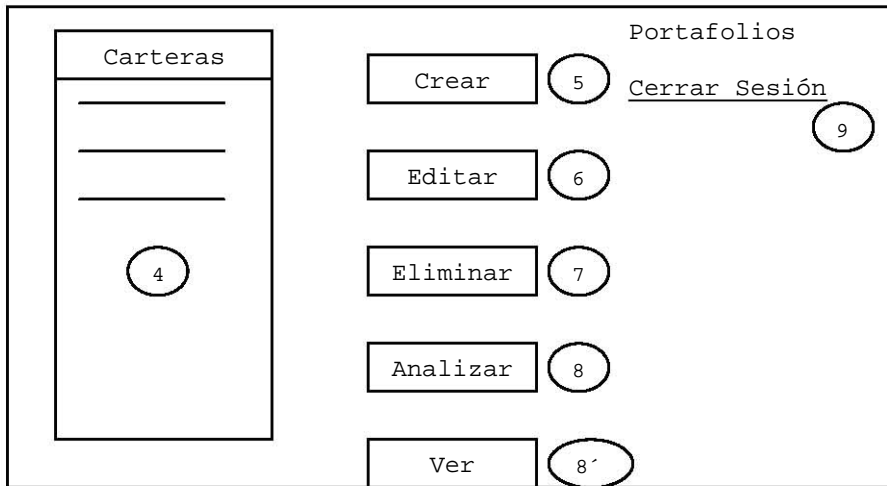 Portafolios
Carteras
Crear 5
Cerrar Sesión
9
Editar 6
4
Eliminar 7
Analizar 8
Ver 8´